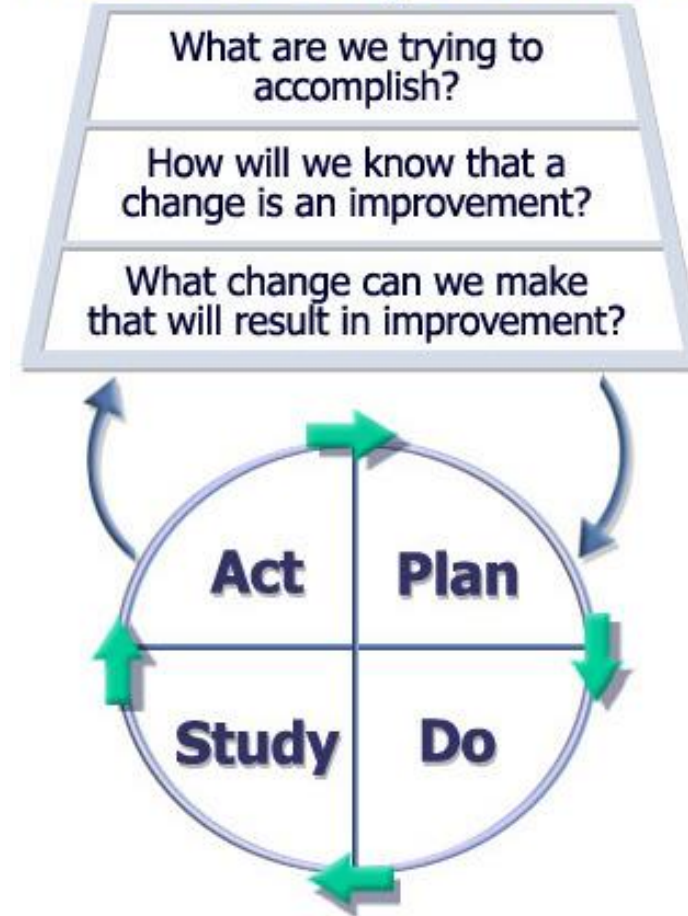 What are we trying to
accomplish?
How will we know that a
change is an improvement?
What change can we make
that will result in improvement?
Act
Plan
Study
Do